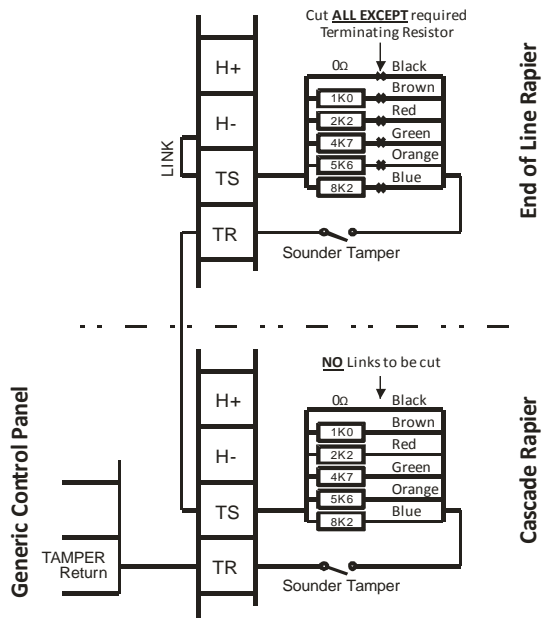 Cut ALL EXCEPT required
Terminating Resistor
H+
0Ω
Black
Brown
1K0
Red
2K2
H-
Green
4K7
Orange
5K6
LINK
Blue
8K2
TS
TR
Sounder Tamper
End of Line Rapier
NO Links to be cut
H+
0Ω
Black
Brown
1K0
Red
2K2
H-
Green
4K7
Orange
5K6
Blue
8K2
TS
TAMPER
Return
TR
Sounder Tamper
Generic Control Panel
Cascade Rapier